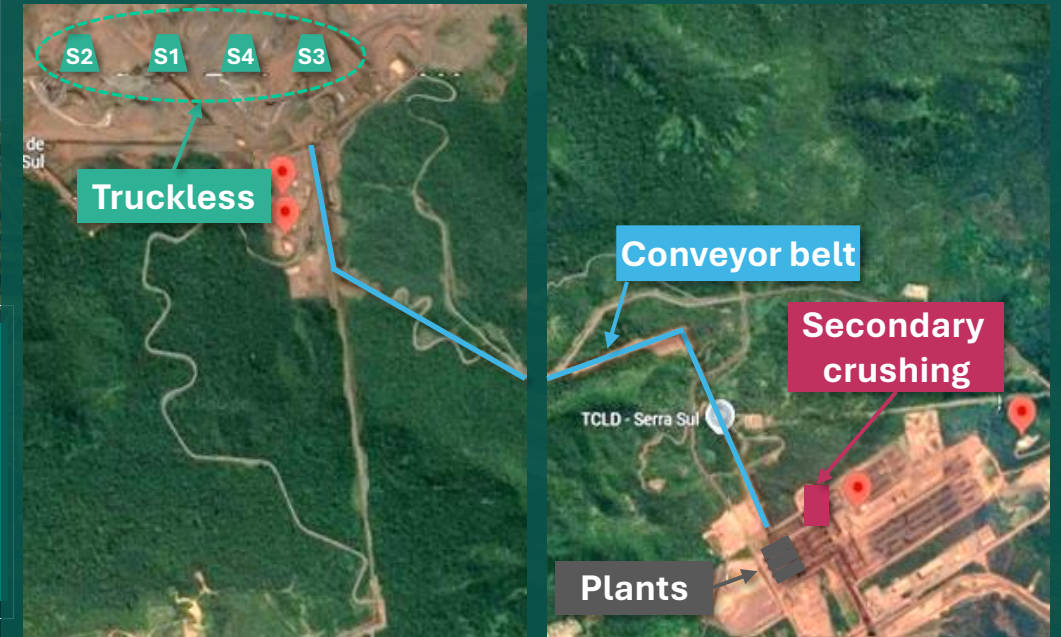 S2 S1 S4 S3
de
Sul
Truckless
Conveyor belt
Secondary
crushing
TCLD - Serra Sul
Plants